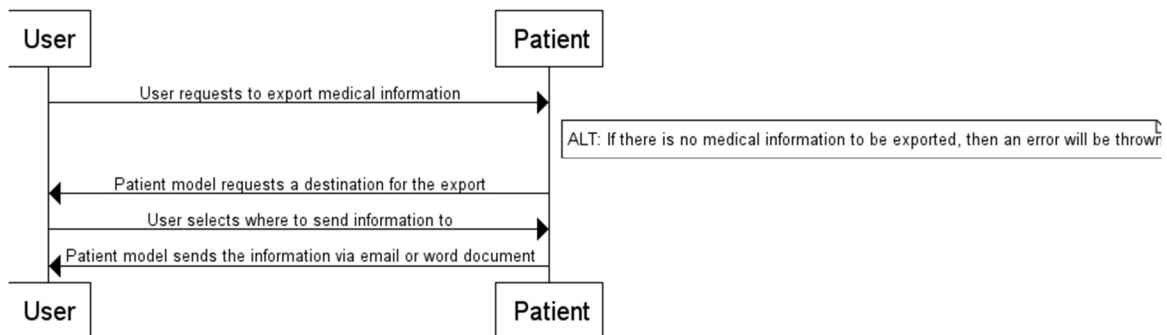 User
Patient
User requests to export medical information
ALT: If there is no medical information to be exported, then an error will be thrown
Patient model requests a destination for the export
User selects where to send information to
Patient model sends the information via email or word document
User
Patient